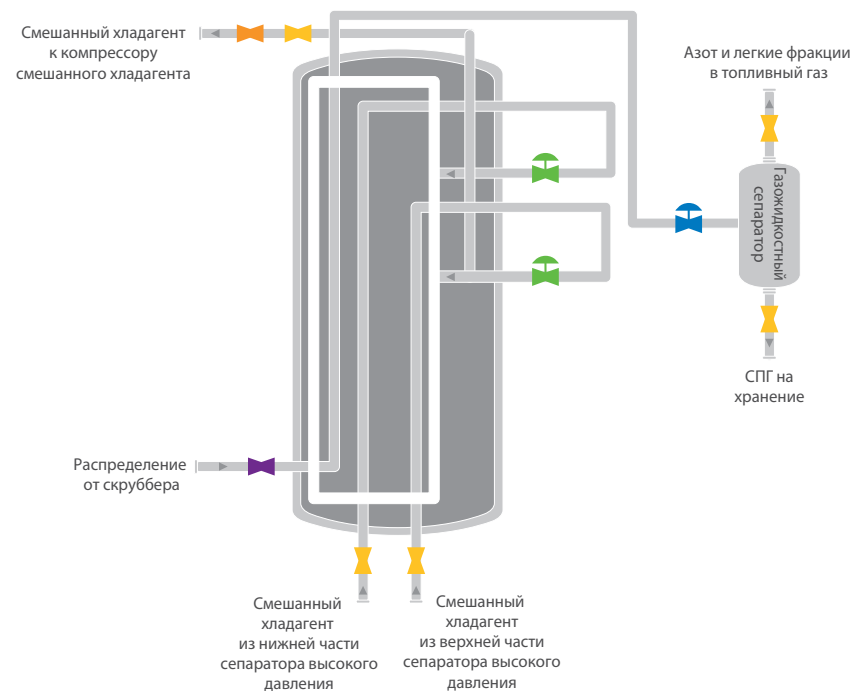 Смешанный хладагент
к компрессору
смешанного хладагента
Азот и легкие фракции
в топливный газ
Газожидкостный
сепаратор
СПГ на
хранение
Распределение
от скруббера
Смешанный
хладагент
из нижней части
сепаратора высокого
давления
Смешанный
хладагент
из верхней части
сепаратора высокого
давления